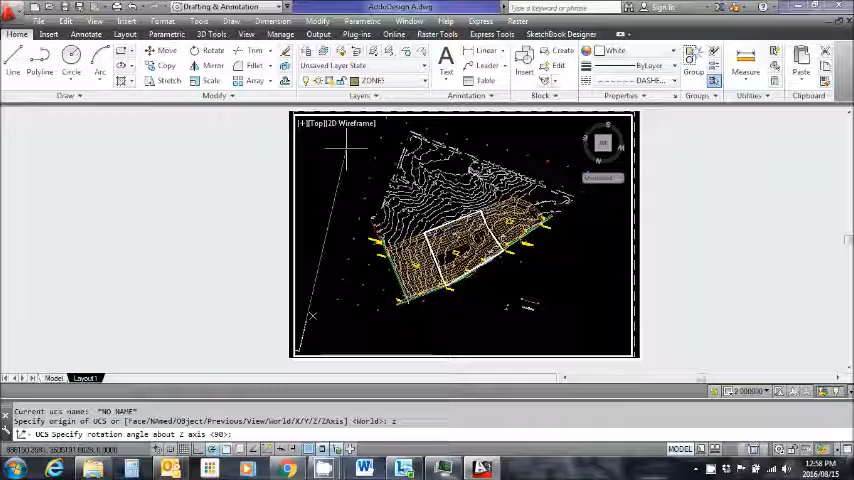 Drafting & Annotation
AddoDesign A.dwg
Type a keyword or phrase
Sign In
File Edit View Insert Format Tools Draw Dimension Modify Parametric Window Help Express Raster
Home Insert Annotate Layout Parametric 3D Tools View Manage Output Plug-ins Online Raster Tools Express Tools SketchBook Designer
Line Polyline Circle Arc
Move Rotate Trim
Copy Mirror Fillet
Stretch Scale Array
Unsaved Layer State
ZONES
Text
Linear
Leader
Table
Insert
Create
Edit
White
ByLayer
DASHE...
Group
Measure
Paste
Draw Modify Layers Annotation Block Properties Groups Utilities Clipboard
[+][Top][2D Wireframe]
S
N
Model Layout1
2.000000
Current ucs name: *NO NAME*
Specify origin of UCS or [Face/NAmed/OBject/Previous/View/World/X/Y/Z/ZAxis] <World>: z
UCS Specify rotation angle about Z axis <90>:
MODEL
12:58 PM
2016/08/15